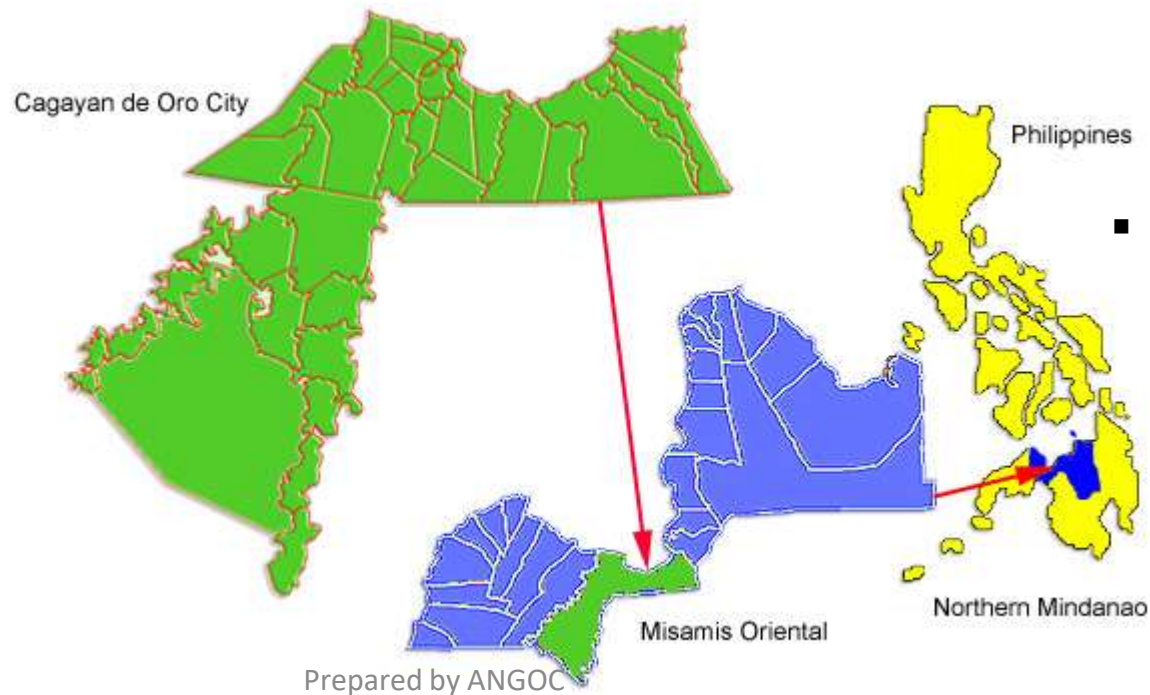 Cagayan de Oro City
Philippines
Northern Mindanao
Misamis Oriental
Prepared by ANGOC